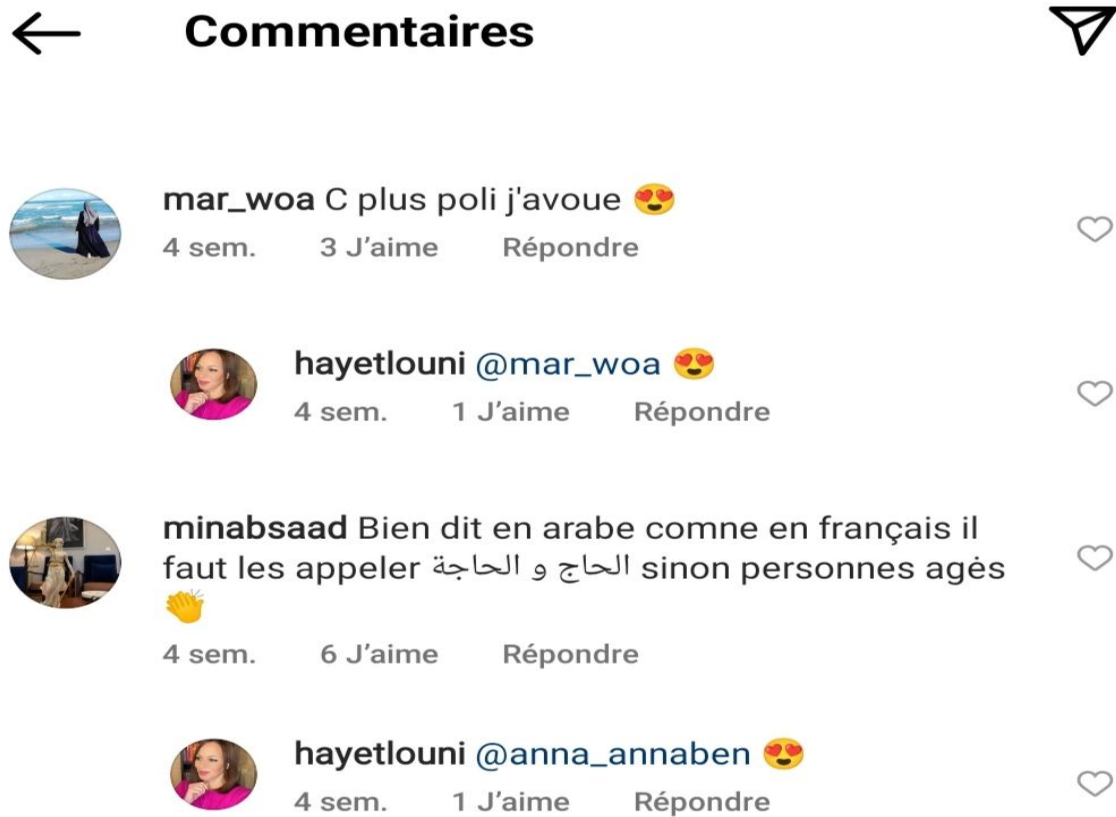 Commentaires
mar_woa C plus poli j'avoue 😍
4 sem. 3 J'aime Répondre
hayetlouni @mar_woa 😍
4 sem. 1 J'aime Répondre
minabsaad Bien dit en arabe comne en français il
faut les appeler الحاج و الحاجة sinon personnes agės
👏
4 sem. 6 J'aime Répondre
hayetlouni @anna_annaben 😍
4 sem. 1 J'aime Répondre